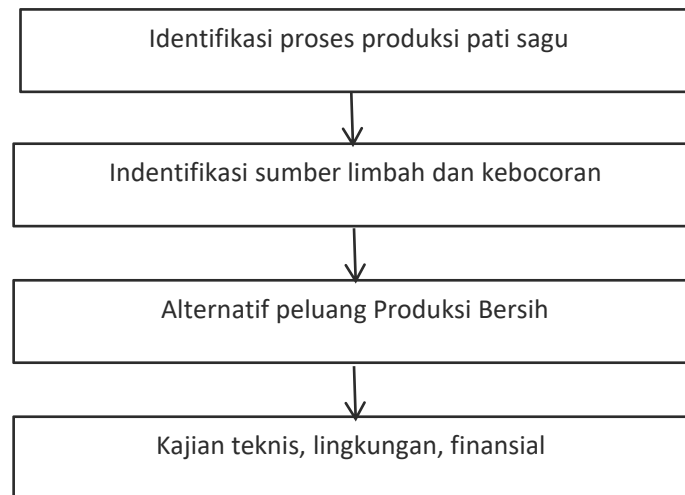 Identifikasi proses produksi pati sagu
Indentifikasi sumber limbah dan kebocoran
Alternatif peluang Produksi Bersih
Kajian teknis, lingkungan, finansial